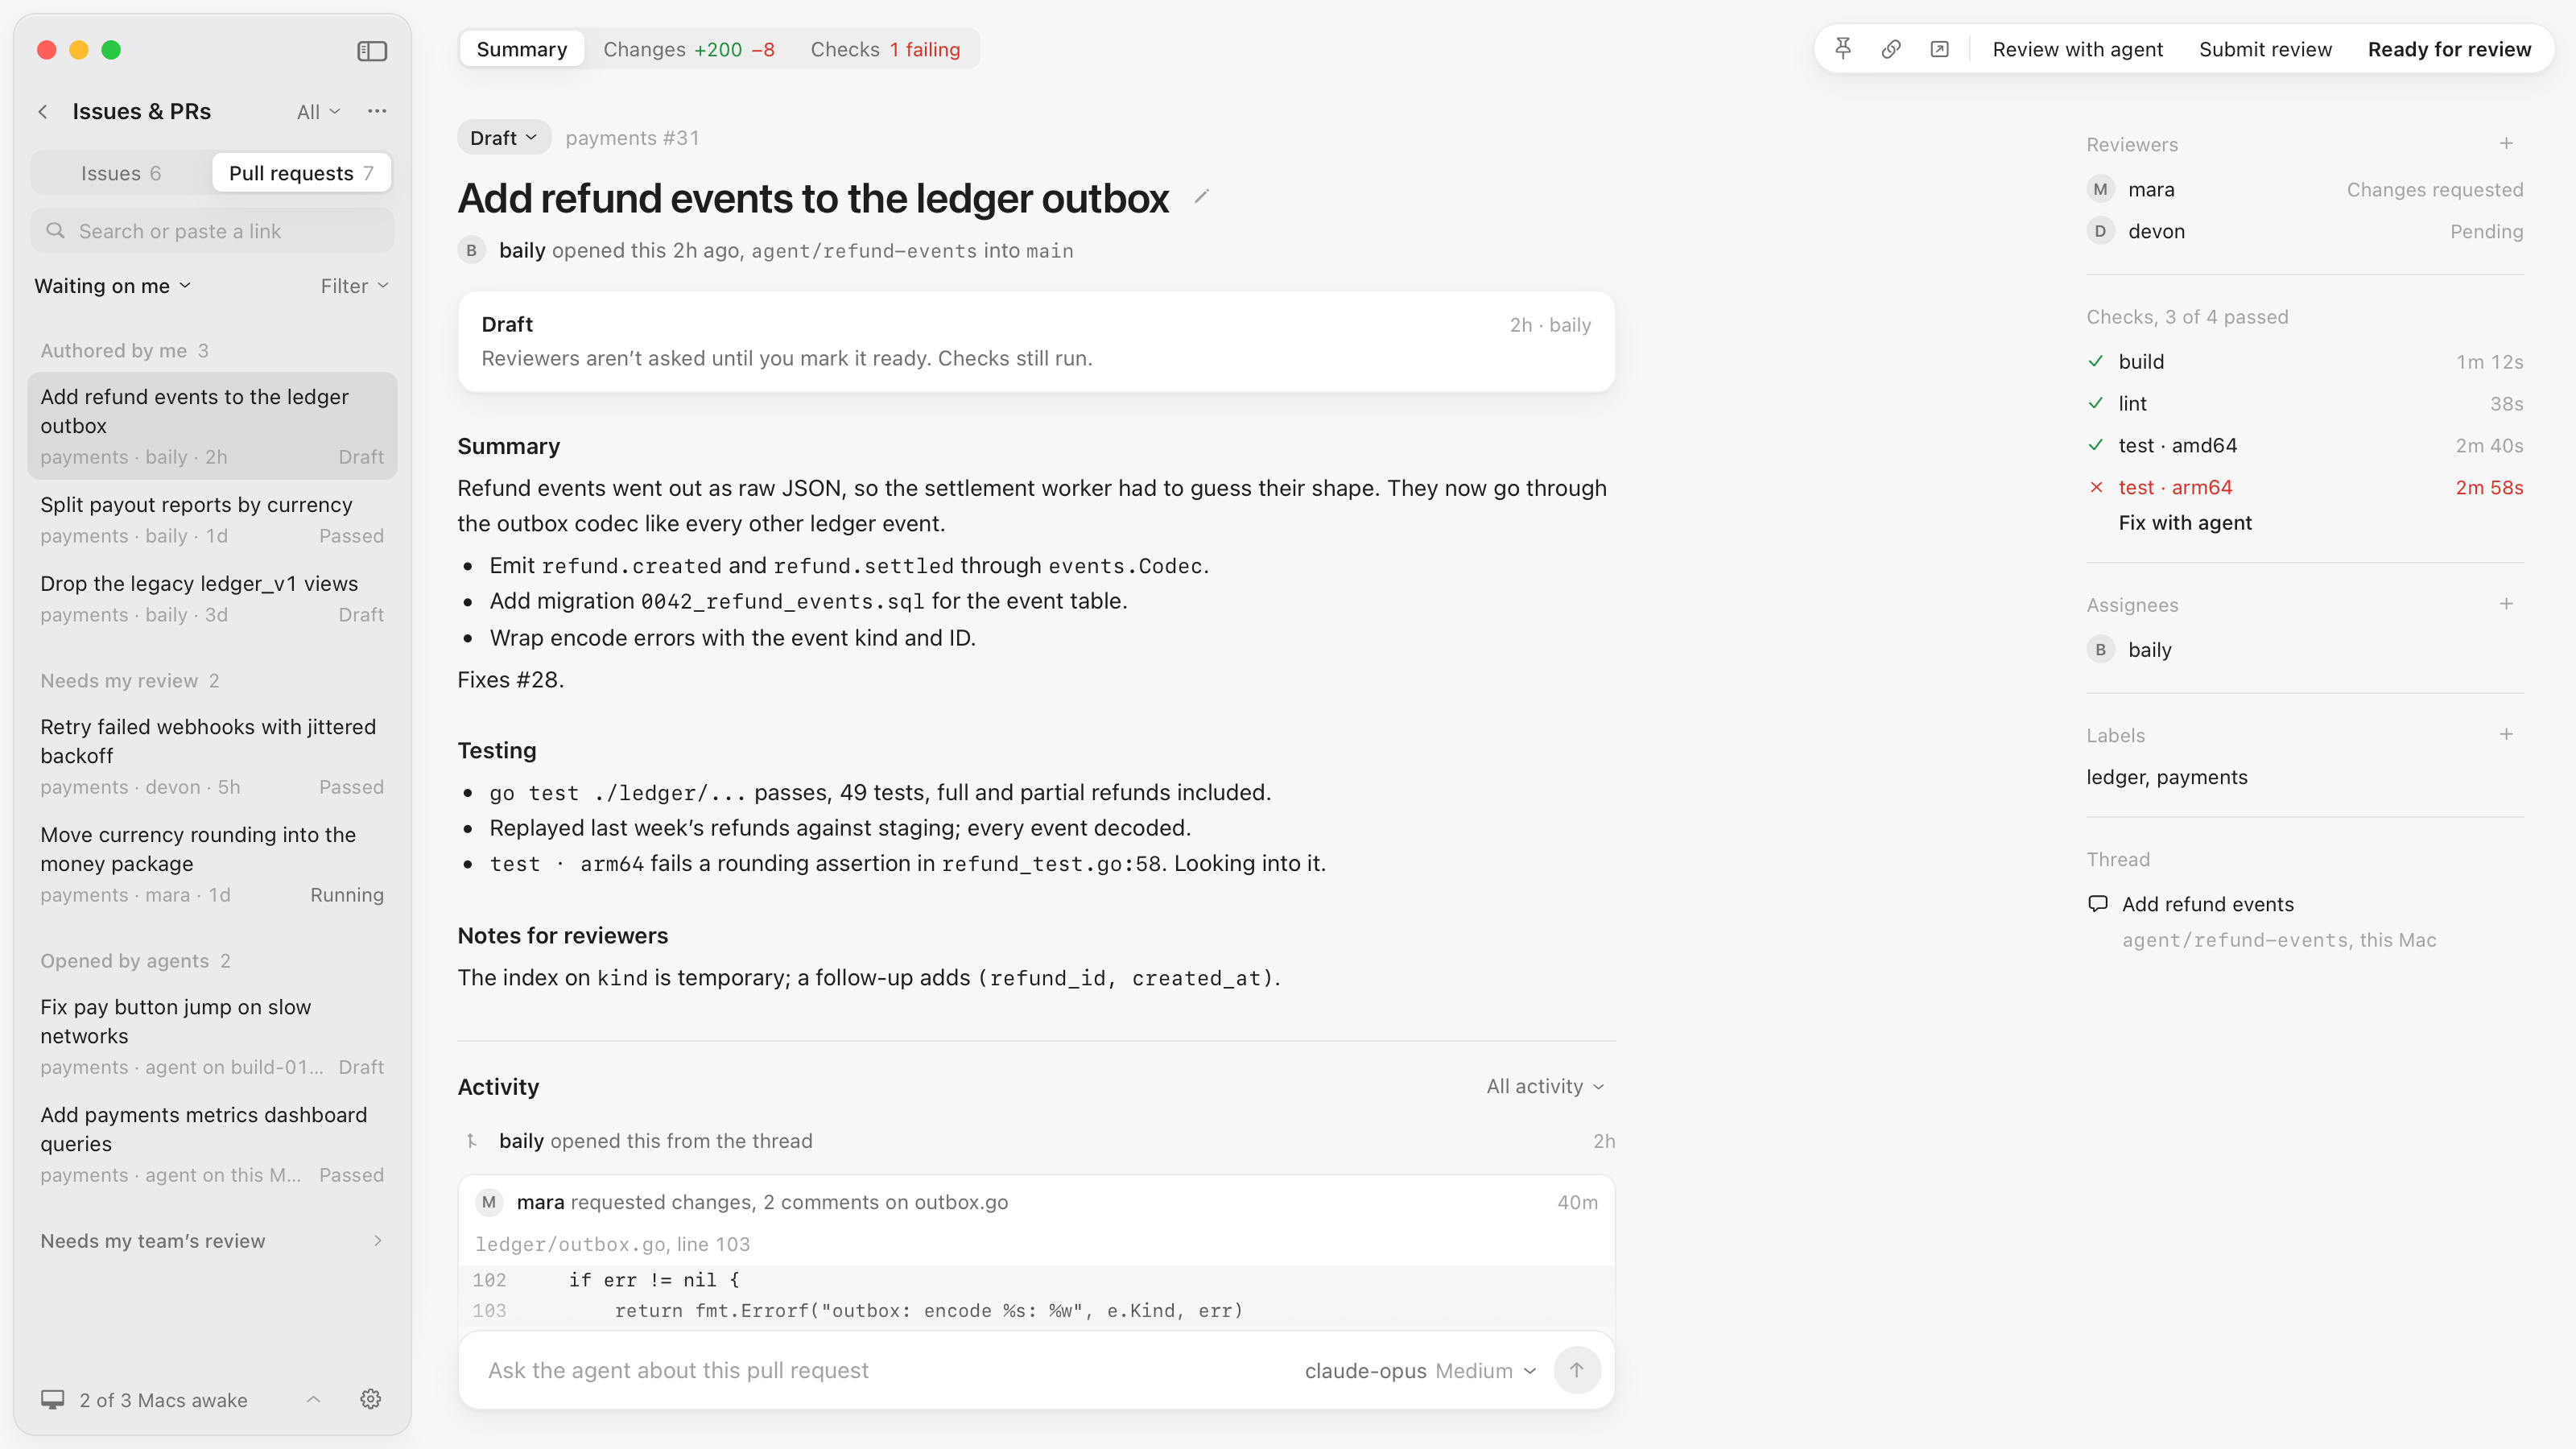 Issues & PRs
All
Issues 6
Pull requests 7
Search or paste a link
Waiting on me
Filter
Authored by me 3
Add refund events to the ledger
outbox
payments · baily · 2h
Draft
Split payout reports by currency
payments · baily · 1d
Passed
Drop the legacy ledger_v1 views
payments · baily · 3d
Draft
Needs my review 2
Retry failed webhooks with jittered
backoff
payments · devon · 5h
Passed
Move currency rounding into the
money package
payments · mara · 1d
Running
Opened by agents 2
Fix pay button jump on slow
networks
payments · agent on build-01...
Draft
Add payments metrics dashboard
queries
payments · agent on this M...
Passed
Needs my team’s review
2 of 3 Macs awake
Summary
Changes +200 −8
Checks 1 failing
Review with agent
Submit review
Ready for review
Draft
payments #31
Add refund events to the ledger outbox
B baily opened this 2h ago, agent/refund-events into main
Draft
2h · baily
Reviewers aren’t asked until you mark it ready. Checks still run.
Summary
Refund events went out as raw JSON, so the settlement worker had to guess their shape. They now go through
the outbox codec like every other ledger event.
• Emit refund.created and refund.settled through events.Codec.
• Add migration 0042_refund_events.sql for the event table.
• Wrap encode errors with the event kind and ID.
Fixes #28.
Testing
• go test ./ledger/... passes, 49 tests, full and partial refunds included.
• Replayed last week’s refunds against staging; every event decoded.
• test · arm64 fails a rounding assertion in refund_test.go:58. Looking into it.
Notes for reviewers
The index on kind is temporary; a follow-up adds (refund_id, created_at).
Activity
All activity
baily opened this from the thread
2h
M mara requested changes, 2 comments on outbox.go
40m
ledger/outbox.go, line 103
102 if err != nil {
103 return fmt.Errorf("outbox: encode %s: %w", e.Kind, err)
Ask the agent about this pull request
claude-opus Medium
Reviewers
M mara
Changes requested
D devon
Pending
Checks, 3 of 4 passed
build
1m 12s
lint
38s
test · amd64
2m 40s
test · arm64
2m 58s
Fix with agent
Assignees
B baily
Labels
ledger, payments
Thread
Add refund events
agent/refund-events, this Mac